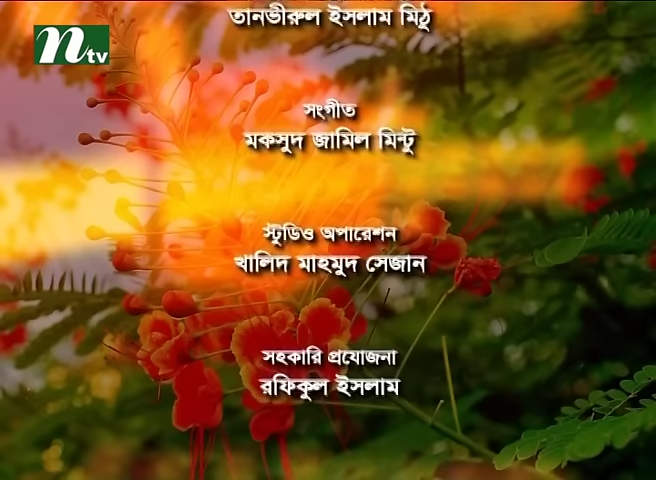 তানভীরুল ইসলাম মিঠু
ntv
সংগীত
মকসুদ জামিল মিন্টু
স্টুডিও অপারেশন
খালিদ মাহমুদ সেজান
সহকারি প্রযোজনা
রফিকুল ইসলাম